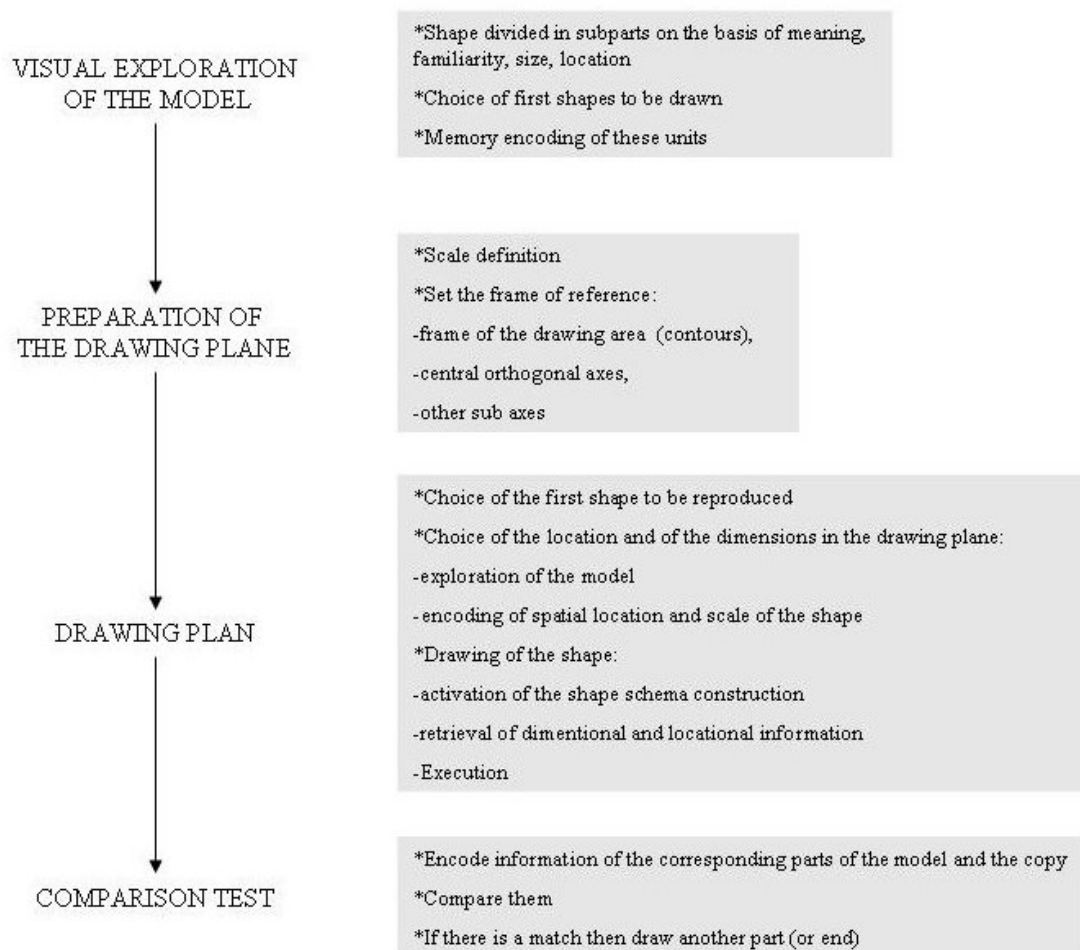 VISUAL EXPLORATION
OF THE MODEL
*Shape divided in subparts on the basis of meaning,
familiarity, size, location
*Choice of first shapes to be drawn
*Memory encoding of these units
PREPARATION OF
THE DRAWING PLANE
*Scale definition
*Set the frame of reference:
-frame of the drawing area (contours),
-central orthogonal axes,
-other sub axes
DRAWING PLAN
*Choice of the first shape to be reproduced
*Choice of the location and of the dimensions in the drawing plane:
-exploration of the model
-encoding of spatial location and scale of the shape
*Drawing of the shape:
-activation of the shape schema construction
-retrieval of dimentional and locational information
-Execution
COMPARISON TEST
*Encode information of the corresponding parts of the model and the copy
*Compare them
*If there is a match then draw another part (or end)